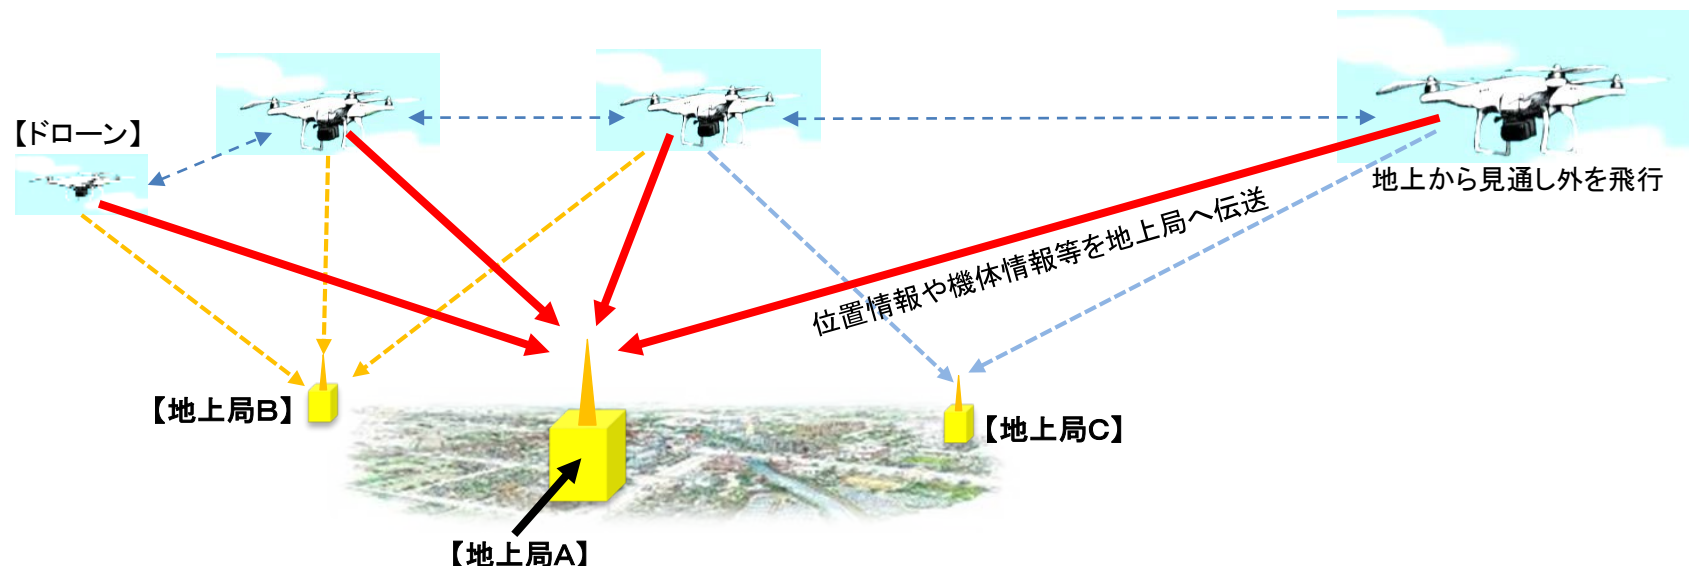 【ドローン】
地上から見通し外を飛行
位置情報や機体情報等を地上局へ伝送
【地上局B】
【地上局C】
【地上局A】